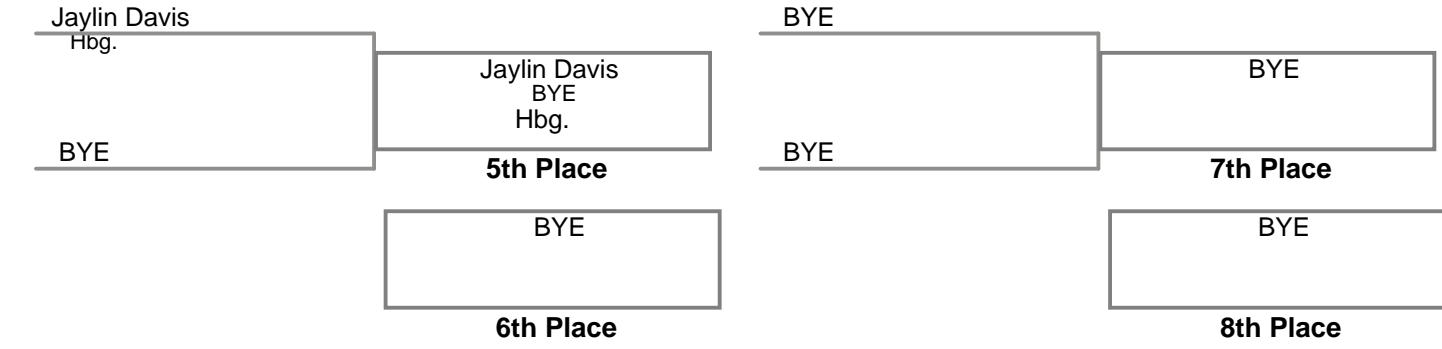 Jaylin Davis
Hbg.
BYE
Jaylin Davis
BYE
Hbg.
5th Place
BYE
6th Place
BYE
BYE
BYE
7th Place
BYE
8th Place